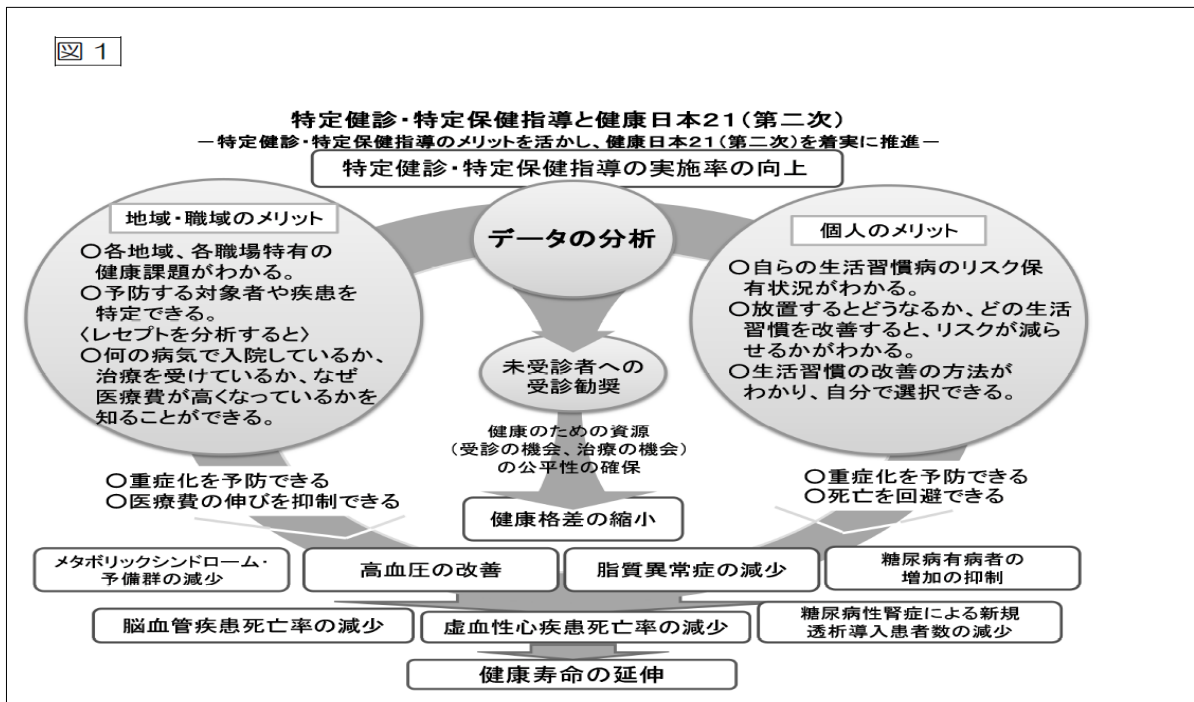 図 1
特定健診・特定保健指導と健康日本21(第二次)
－特定健診・特定保健指導のメリットを活かし、健康日本21(第二次)を着実に推進－
特定健診・特定保健指導の実施率の向上
地域・職域のメリット
○各地域、各職場特有の
健康課題がわかる。
○予防する対象者や疾患を
特定できる。
〈レセプトを分析すると〉
○何の病気で入院しているか、
治療を受けているか、なぜ
医療費が高くなっているかを
知ることができる。
データの分析
個人のメリット
○自らの生活習慣病のリスク保
有状況がわかる。
○放置するとどうなるか、どの生活
習慣を改善すると、リスクが減ら
せるかがわかる。
○生活習慣の改善の方法が
わかり、自分で選択できる。
未受診者への
受診勧奨
健康のための資源
(受診の機会、治療の機会)
の公平性の確保
○重症化を予防できる
○医療費の伸びを抑制できる
○重症化を予防できる
○死亡を回避できる
健康格差の縮小
メタボリックシンドローム・
予備群の減少
高血圧の改善
脂質異常症の減少
糖尿病有病者の
増加の抑制
脳血管疾患死亡率の減少
虚血性心疾患死亡率の減少
糖尿病性腎症による新規
透析導入患者数の減少
健康寿命の延伸